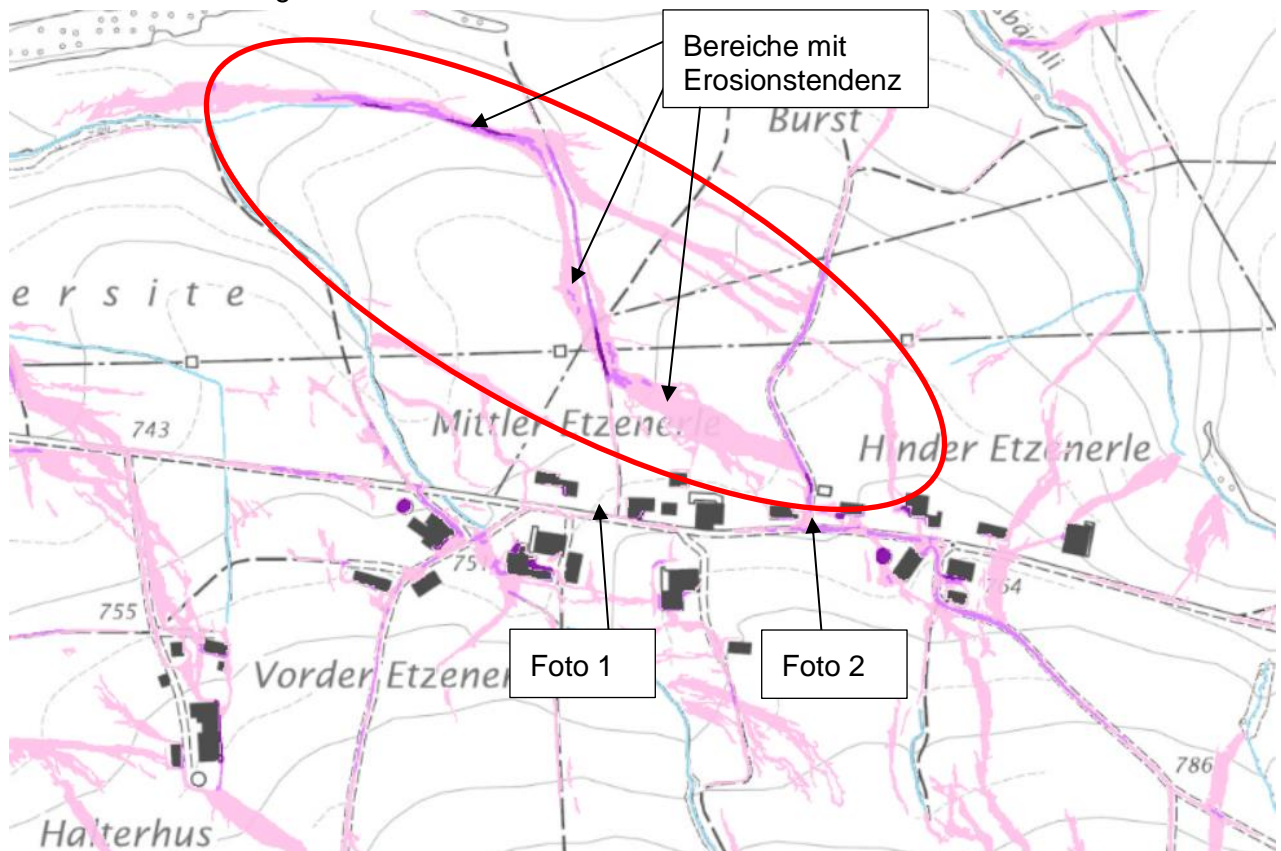 Bereiche mit
Erosionstendenz
Burst
ersite
743
Mittler Etzenerle
Hinder Etzenerle
755
Foto 1
Foto 2
Vorder Etzener
786
Halterhus